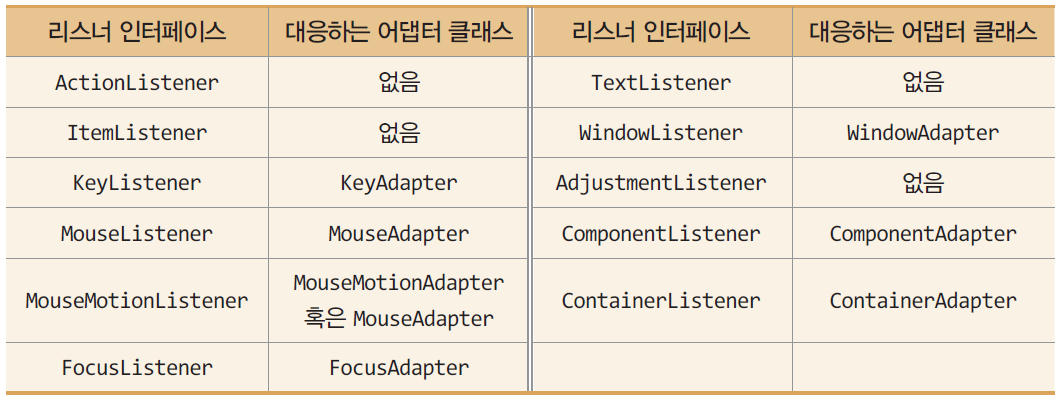 리스너 인터페이스 대응하는 어댑터 클래스 리스너 인터페이스 대응하는 어댑터 클래스
ActionListener 없음 TextListener 없음
ItemListener 없음 WindowListener WindowAdapter
KeyListener KeyAdapter AdjustmentListener 없음
MouseListener MouseAdapter ComponentListener ComponentAdapter
MouseMotionListener MouseMotionAdapter
혹은 MouseAdapter ContainerListener ContainerAdapter
FocusListener FocusAdapter